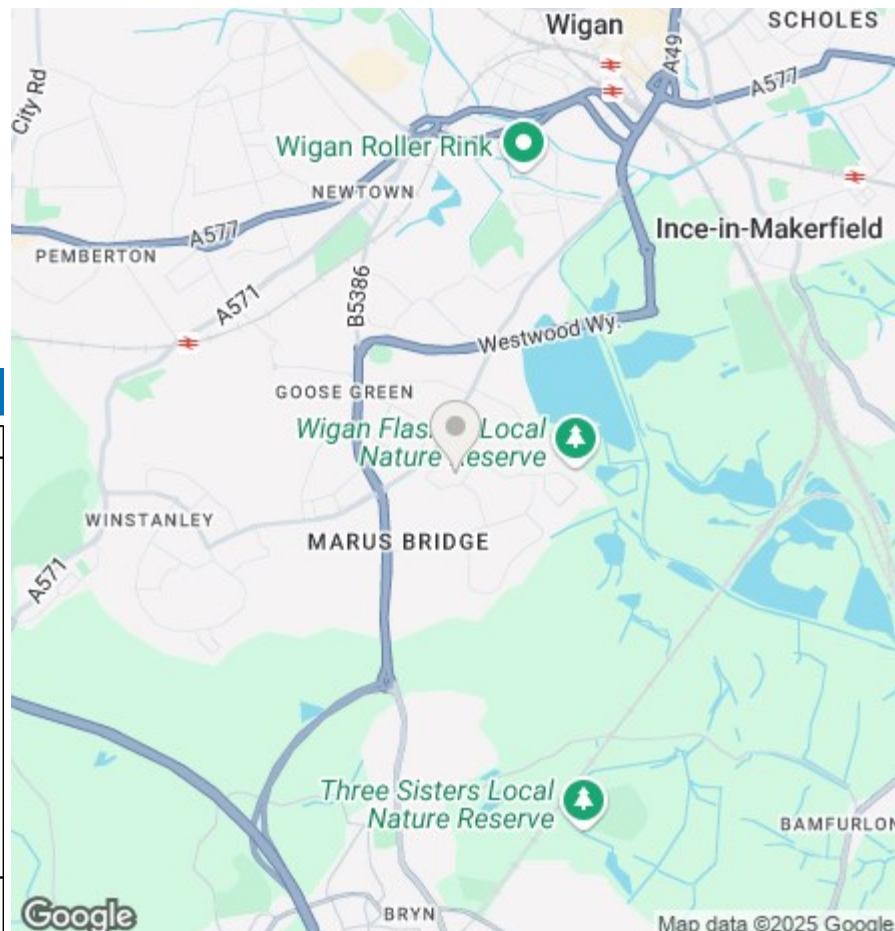 Wigan
SCHOLES
City Rd
A49
A577
Wigan Roller Rink
NEWTOWN
Ince-in-Makerfield
A577
PEMBERTON
B5386
A571
Westwood Wy.
GOOSE GREEN
Wigan Flas Local
Nature Reserve
WINSTANLEY
MARUS BRIDGE
A571
Three Sisters Local
Nature Reserve
BAMFURLON
BRYN
Google
Map data ©2025 Google